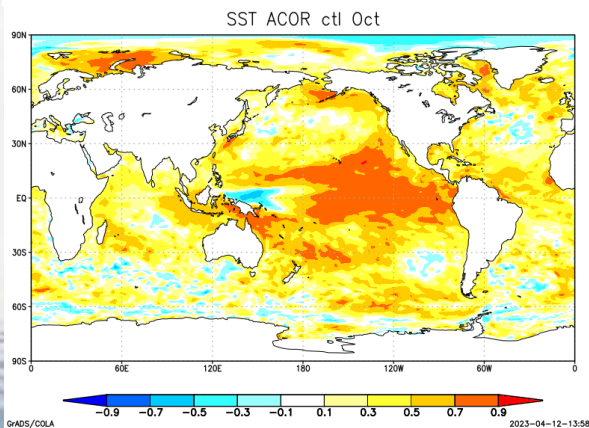 SST ACOR ctl Oct
90N
60N
30N
EQ
30S
60S
90S
0 60E 120E 180 120W 60W 0
-0.9 -0.7 -0.5 -0.3 -0.1 0.1 0.3 0.5 0.7 0.9
GrADS/COLA 2023-04-12-13:58